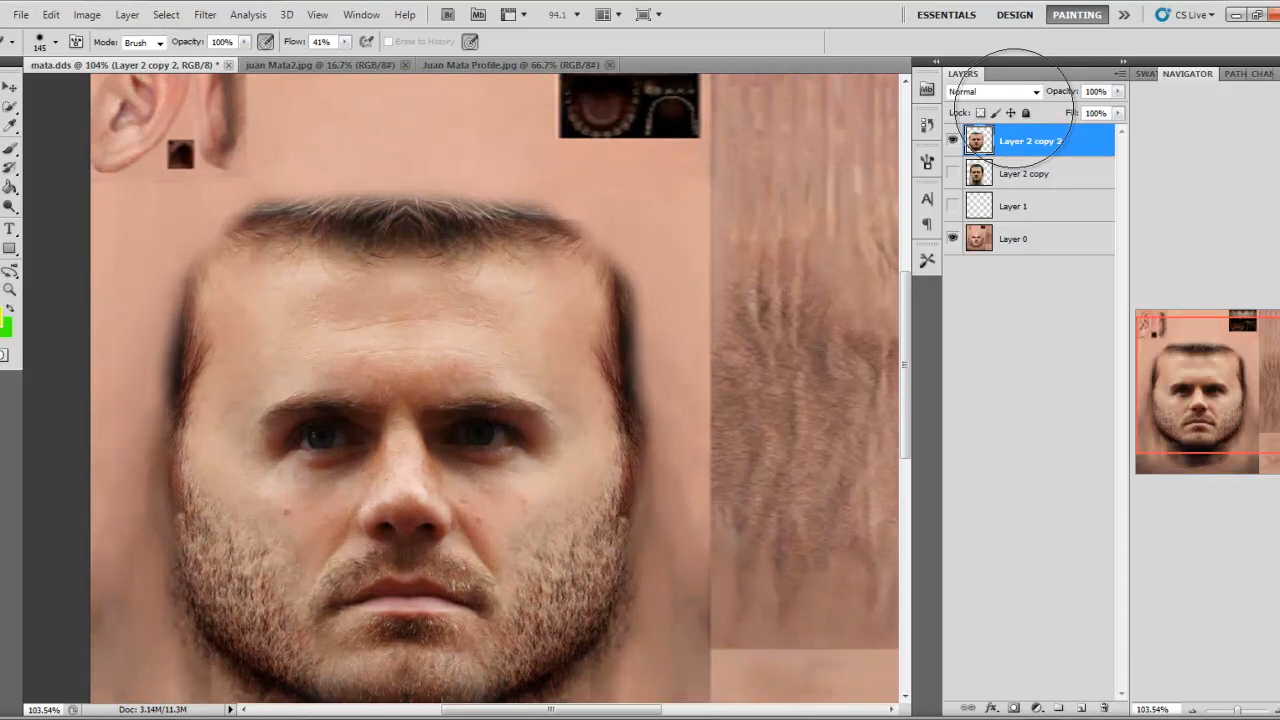 File Edit Image Layer Select Filter Analysis 3D View Window Help Br Mb 94.1 ESSENTIALS DESIGN PAINTING CS Live
145 Mode: Brush Opacity: 100% Flow: 41% Erase to History
mata.dds @ 104% (Layer 2 copy 2, RGB/8) * juan Mata2.jpg @ 16.7% (RGB/8#) Juan Mata Profile.jpg @ 66.7% (RGB/8#)
LAYERS SWA NAVIGATOR PATH CHAN
Normal Opacity: 100%
Lock: Fill: 100%
Layer 2 copy 2
Layer 2 copy
Layer 1
Layer 0
103.54% Doc: 3.14M/11.3M 103.54%